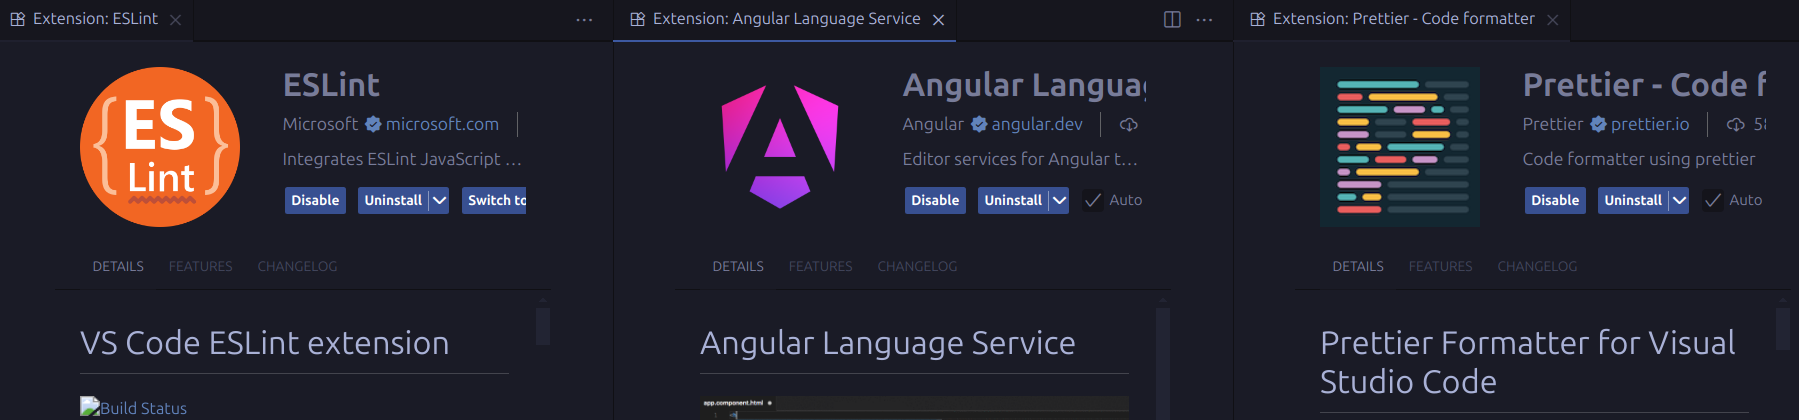 Extension: ESLint
ESLint
Microsoft microsoft.com
Integrates ESLint JavaScript ...
Disable Uninstall Switch to
DETAILS FEATURES CHANGELOG
VS Code ESLint extension
Build Status
{ES}
Lint
Extension: Angular Language Service
Angular Langua
Angular angular.dev
Editor services for Angular t...
Disable Uninstall Auto
DETAILS FEATURES CHANGELOG
Angular Language Service
app.component.html
1
Extension: Prettier - Code formatter
Prettier - Code f
Prettier prettier.io 58
Code formatter using prettier
Disable Uninstall Auto
DETAILS FEATURES CHANGELOG
Prettier Formatter for Visual
Studio Code